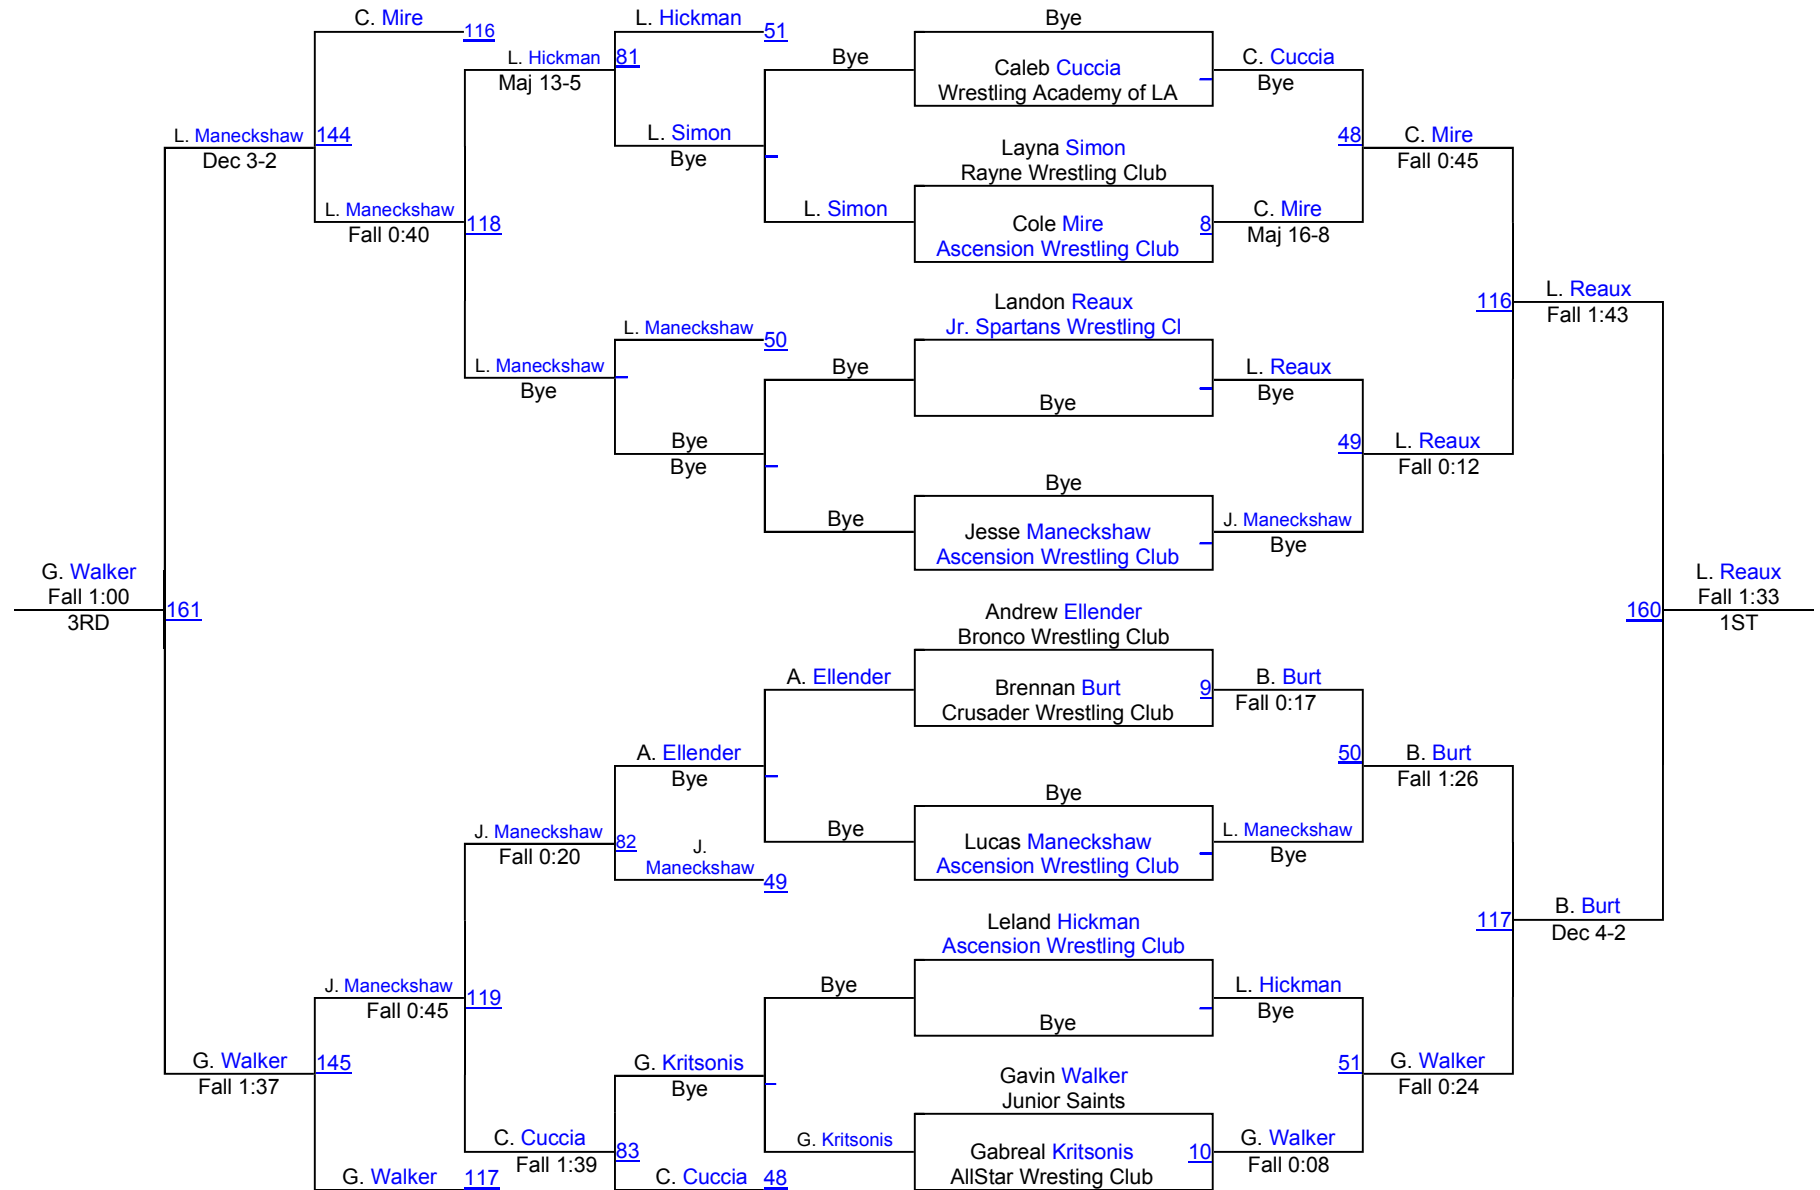 C. Mire
116
L. Hickman
51
Bye
L. Hickman
81
Maj 13-5
Bye
Caleb Cuccia
Wrestling Academy of LA
C. Cuccia
Bye
L. Maneckshaw
144
Dec 3-2
L. Simon
Bye
Layna Simon
Rayne Wrestling Club
48
C. Mire
Fall 0:45
L. Maneckshaw
118
Fall 0:40
L. Simon
Cole Mire
Ascension Wrestling Club
8
C. Mire
Maj 16-8
Landon Reaux
Jr. Spartans Wrestling Cl
116
L. Reaux
Fall 1:43
L. Maneckshaw
50
L. Maneckshaw
Bye
Bye
Bye
L. Reaux
Bye
Bye
Bye
49
L. Reaux
Fall 0:12
Bye
Bye
Jesse Maneckshaw
Ascension Wrestling Club
J. Maneckshaw
Bye
G. Walker
Fall 1:00
3RD
161
160
L. Reaux
Fall 1:33
1ST
Andrew Ellender
Bronco Wrestling Club
A. Ellender
Brennan Burt
Crusader Wrestling Club
9
B. Burt
Fall 0:17
A. Ellender
Bye
50
B. Burt
Fall 1:26
Bye
J. Maneckshaw
82
Fall 0:20
J.
Maneckshaw
49
Bye
Lucas Maneckshaw
Ascension Wrestling Club
L. Maneckshaw
Bye
Leland Hickman
Ascension Wrestling Club
117
B. Burt
Dec 4-2
J. Maneckshaw
119
Fall 0:45
Bye
Bye
L. Hickman
Bye
G. Walker
145
Fall 1:37
G. Kritsonis
Bye
Gavin Walker
Junior Saints
51
G. Walker
Fall 0:24
C. Cuccia
83
Fall 1:39
G. Kritsonis
Gabreal Kritsonis
AllStar Wresting Club
10
G. Walker
Fall 0:08
G. Walker
117
C. Cuccia
48